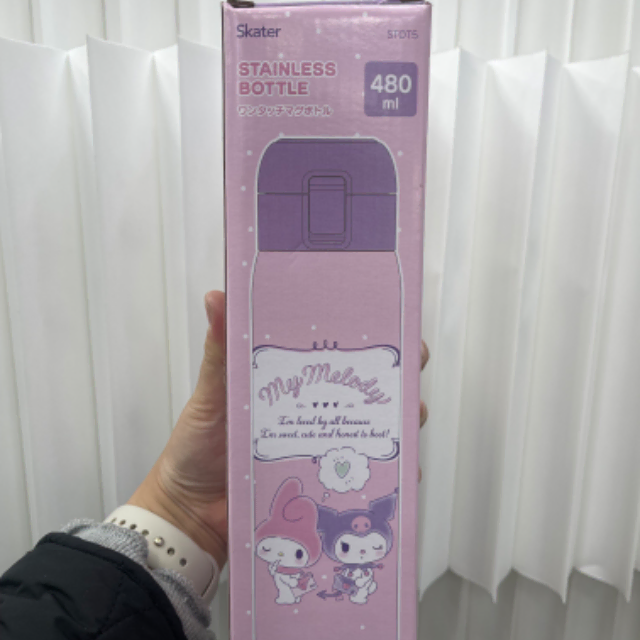 Skater
STAINLESS
BOTTLE
ワンタッチマグボトル
480
ml
My Melody
I'm loved by all because
I'm sweet, cute and honest to boot!